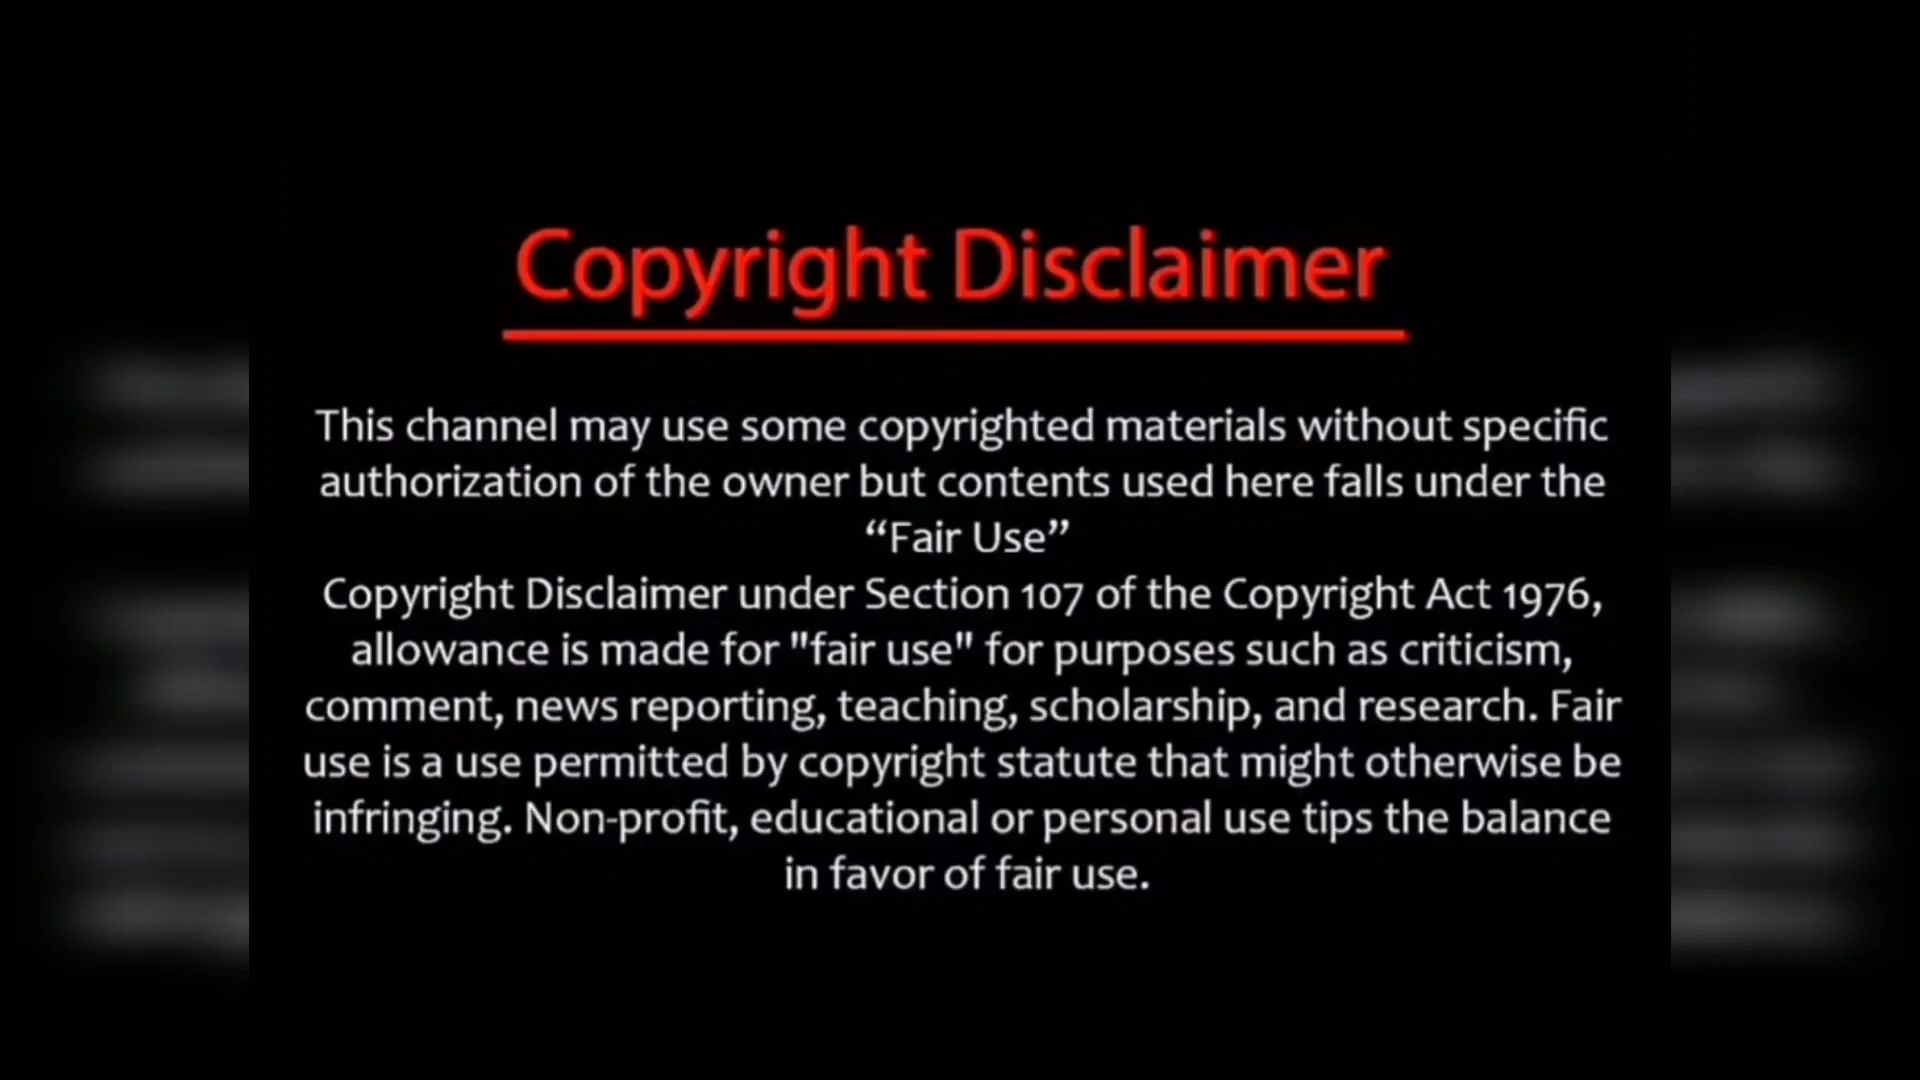 Copyright Disclaimer
This channel may use some copyrighted materials without specific
authorization of the owner but contents used here falls under the
“Fair Use”
Copyright Disclaimer under Section 107 of the Copyright Act 1976,
allowance is made for "fair use" for purposes such as criticism,
comment, news reporting, teaching, scholarship, and research. Fair
use is a use permitted by copyright statute that might otherwise be
infringing. Non-profit, educational or personal use tips the balance
in favor of fair use.